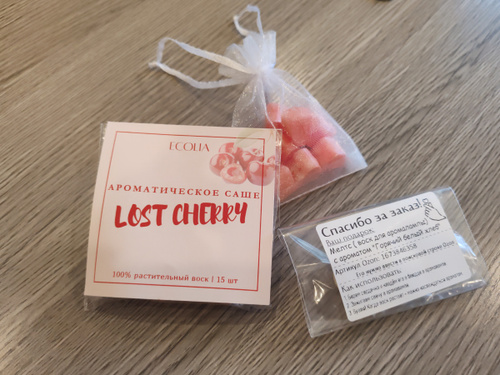 ECOLIA
АРОМАТИЧЕСКОЕ САШЕ
LOST CHERRY
100% растительный воск | 15 шт
Спасибо за заказ!
Ваш подарок
Мелтс ( воск для аромалампы)
с ароматом "Горячий белый хлеб"
Артикул Ozon: 1673846358
Как использовать